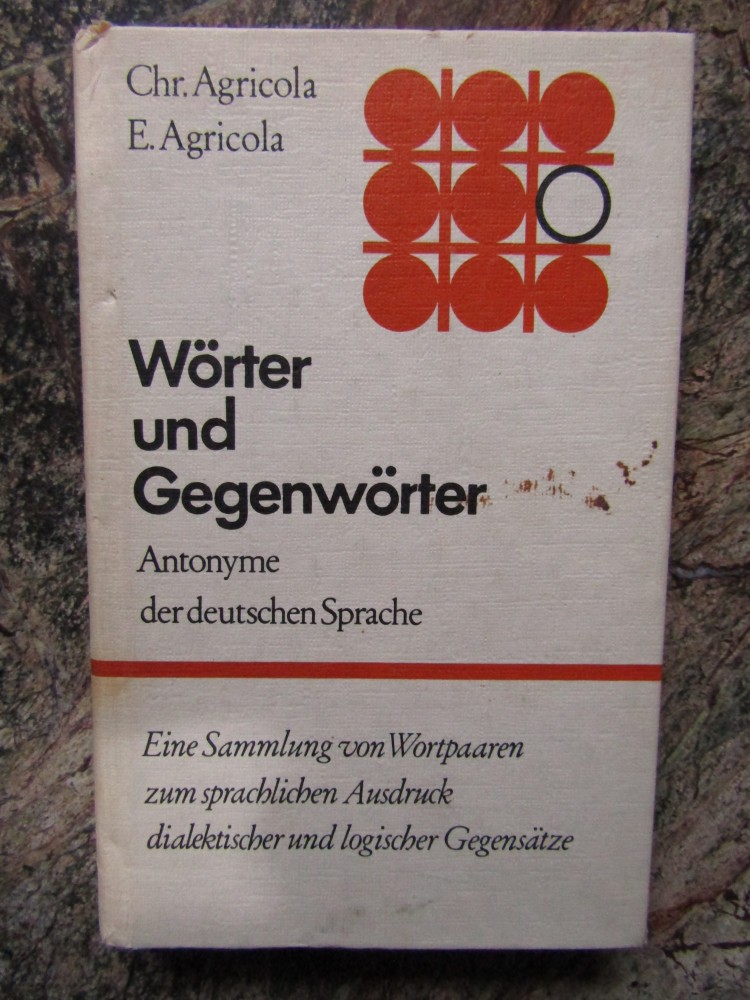 Chr. Agricola
E. Agricola
Wörter
und
Gegenwörter
Antonyme
der deutschen Sprache
Eine Sammlung von Wortpaaren
zum sprachlichen Ausdruck
dialektischer und logischer Gegensätze